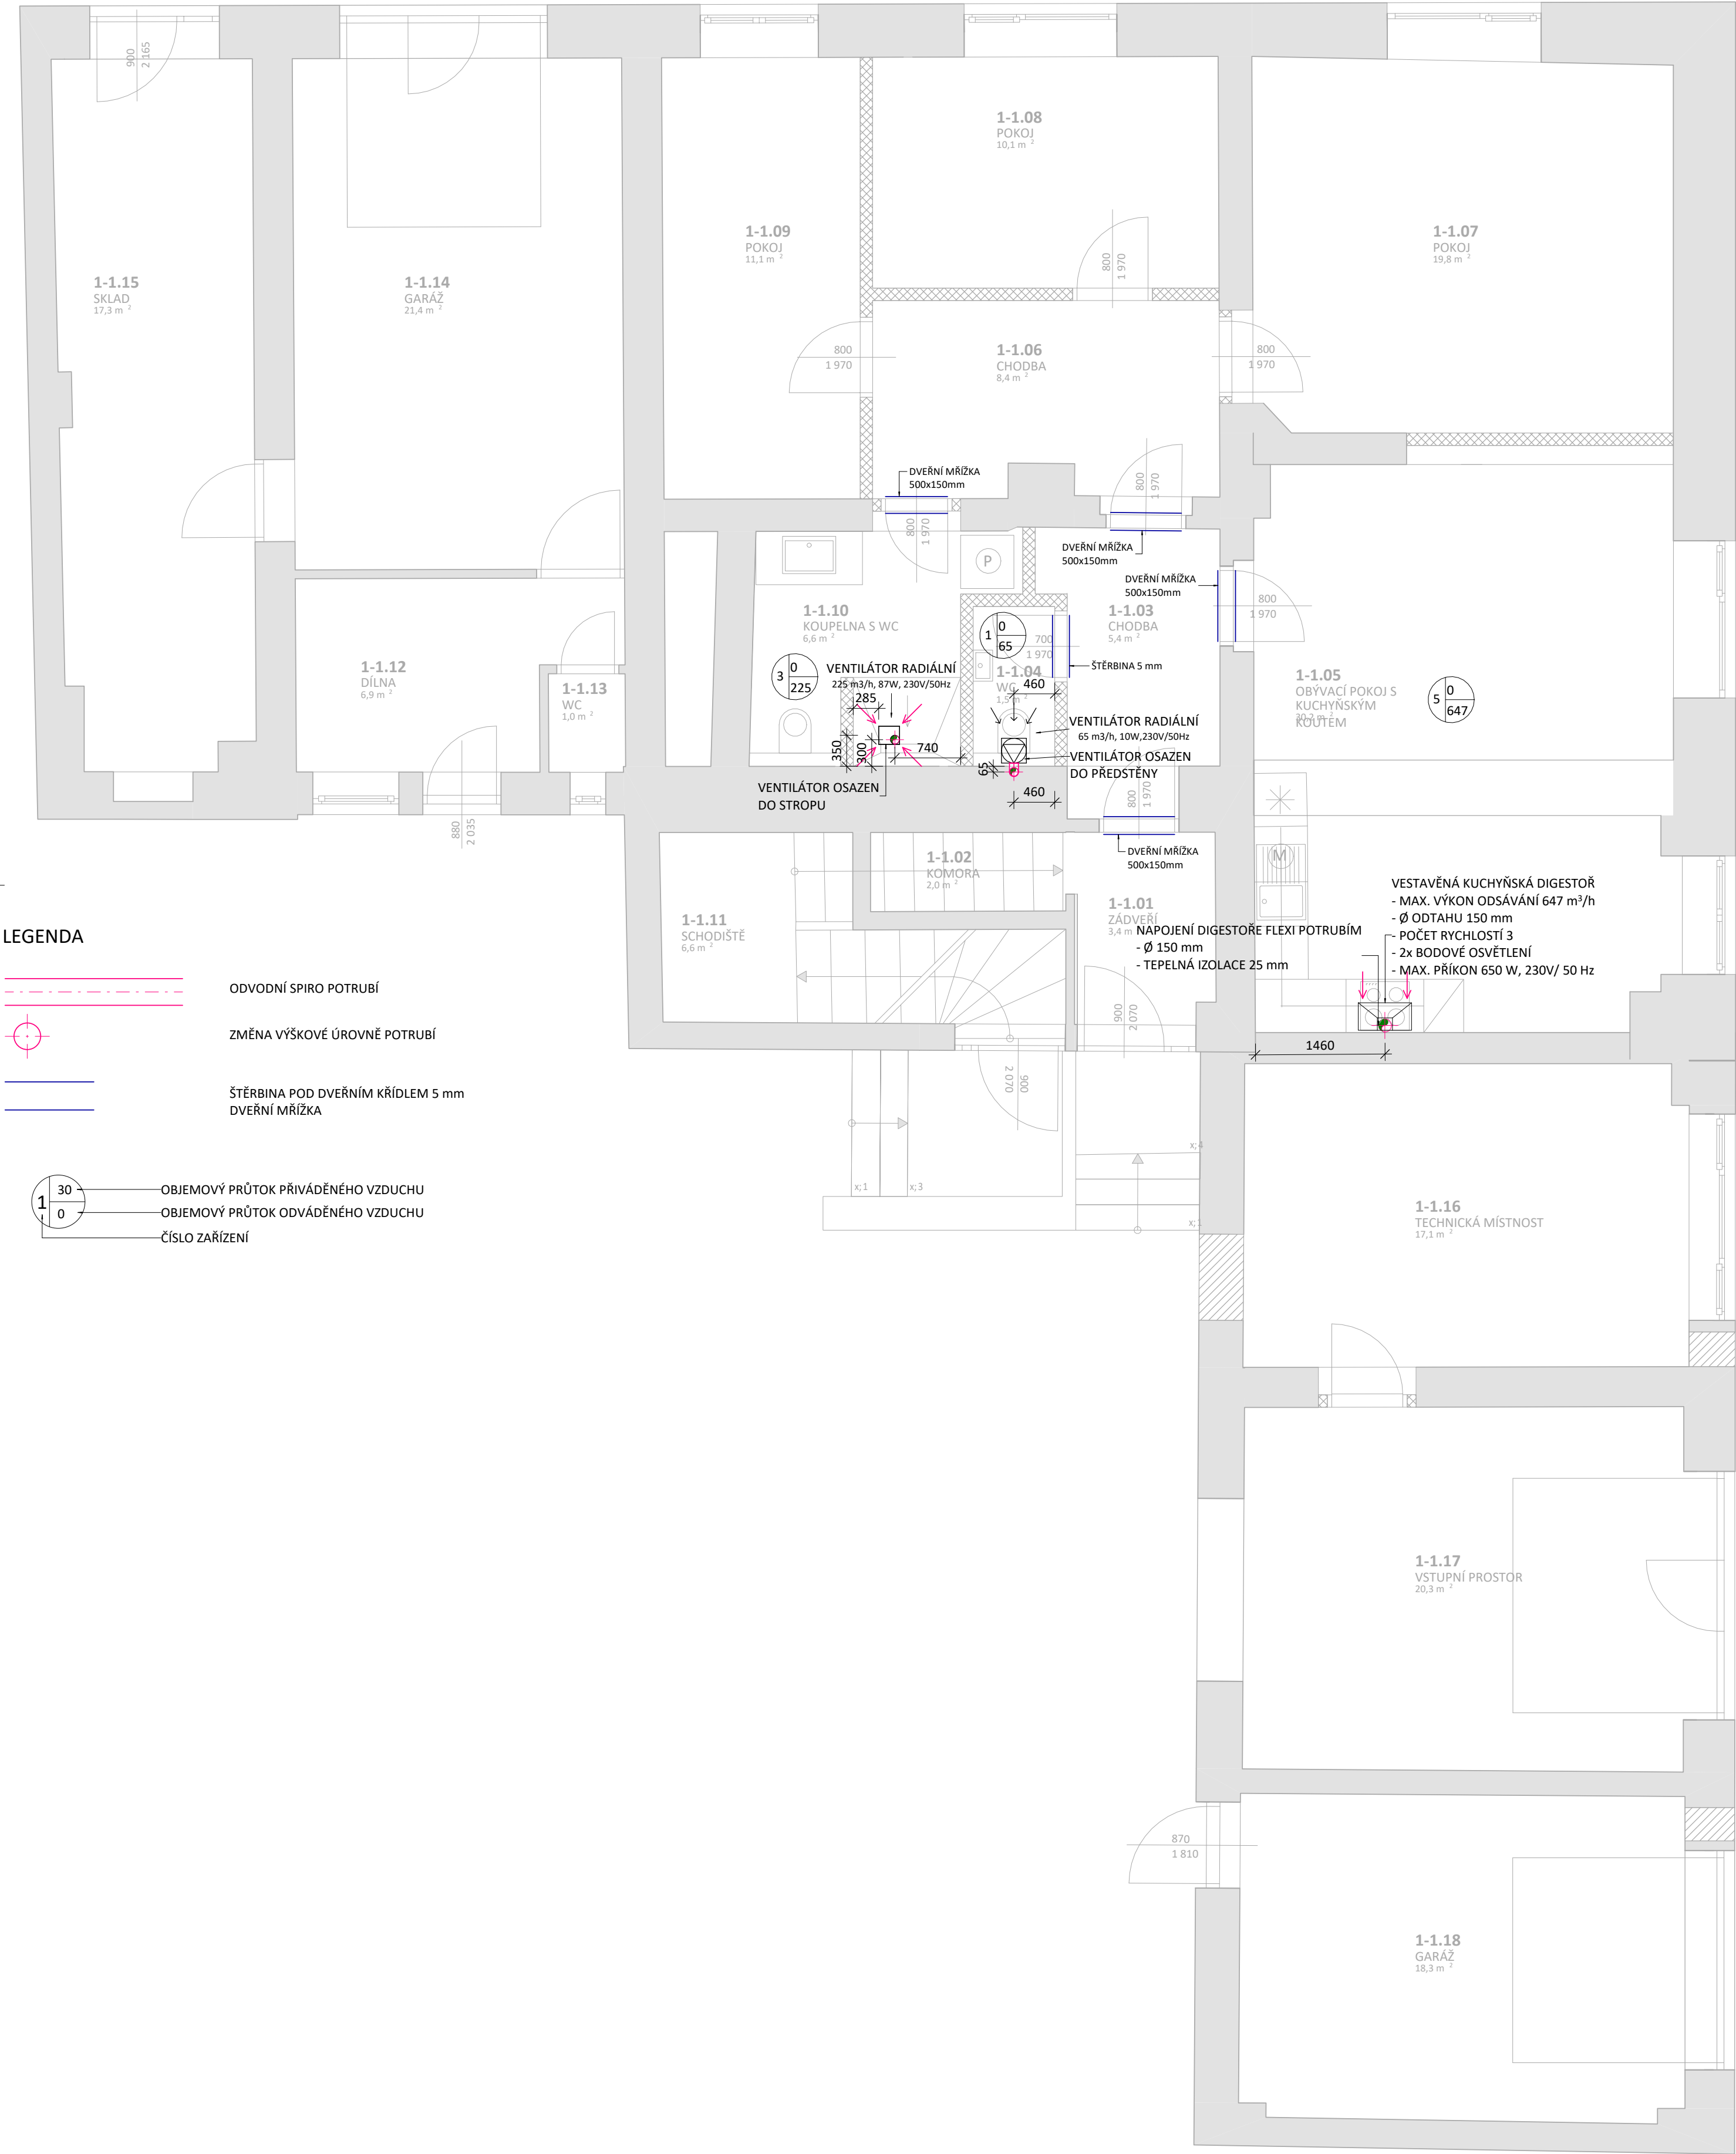 900
2 165
1-1.08
POKOJ
10,1 m 2
1-1.09
POKOJ
11,1 m 2
1-1.07
POKOJ
19,8 m 2
800
1 970
1-1.15
SKLAD
17,3 m 2
1-1.14
GARÁŽ
21,4 m 2
800
1 970
1-1.06
CHODBA
8,4 m 2
800
1 970
DVEŘNÍ MŘÍŽKA
500x150mm
800
1 970
800
1 970
DVEŘNÍ MŘÍŽKA
500x150mm
P
DVEŘNÍ MŘÍŽKA
500x150mm
800
1 970
1-1.10
KOUPELNA S WC
6,6 m 2
1
0
65
700
1 970
1-1.03
CHODBA
5,4 m 2
ŠTĚRBINA 5 mm
1-1.12
DÍLNA
6,9 m 2
1-1.13
WC
1,0 m 2
3
0
225
VENTILÁTOR RADIÁLNÍ
225 m3/h, 87W, 230V/50Hz
285
350
300
740
1-1.04
WC
1,5 m 2
460
VENTILÁTOR RADIÁLNÍ
65 m3/h, 10W,230V/50Hz
VENTILÁTOR OSAZEN
DO PŘEDSTĚNY
65
460
1-1.05
OBÝVACÍ POKOJ S
KUCHYŇSKÝM
KOUTEM
5
0
647
VENTILÁTOR OSAZEN
DO STROPU
800
1 970
880
2 035
DVEŘNÍ MŘÍŽKA
500x150mm
1-1.02
KOMORA
2,0 m 2
M
1-1.11
SCHODIŠTĚ
6,6 m 2
1-1.01
ZÁDVEŘÍ
3,4 m
NAPOJENÍ DIGESTOŘE FLEXI POTRUBÍM
- Ø 150 mm
- TEPELNÁ IZOLACE 25 mm
VESTAVĚNÁ KUCHYŇSKÁ DIGESTOŘ
- MAX. VÝKON ODSÁVÁNÍ 647 m3/h
- Ø ODTAHU 150 mm
- POČET RYCHLOSTÍ 3
- 2x BODOVÉ OSVĚTLENÍ
- MAX. PŘÍKON 650 W, 230V/ 50 Hz
1460
900
2 070
900
2 070
LEGENDA
ODVODNÍ SPIRO POTRUBÍ
ZMĚNA VÝŠKOVÉ ÚROVNĚ POTRUBÍ
ŠTĚRBINA POD DVEŘNÍM KŘÍDLEM 5 mm
DVEŘNÍ MŘÍŽKA
1
30
0
OBJEMOVÝ PRŮTOK PŘIVÁDĚNÉHO VZDUCHU
OBJEMOVÝ PRŮTOK ODVÁDĚNÉHO VZDUCHU
ČÍSLO ZAŘÍZENÍ
x; 1
x; 3
x; 4
x; 1
1-1.16
TECHNICKÁ MÍSTNOST
17,1 m 2
1-1.17
VSTUPNÍ PROSTOR
20,3 m 2
870
1 810
1-1.18
GARÁŽ
18,3 m 2